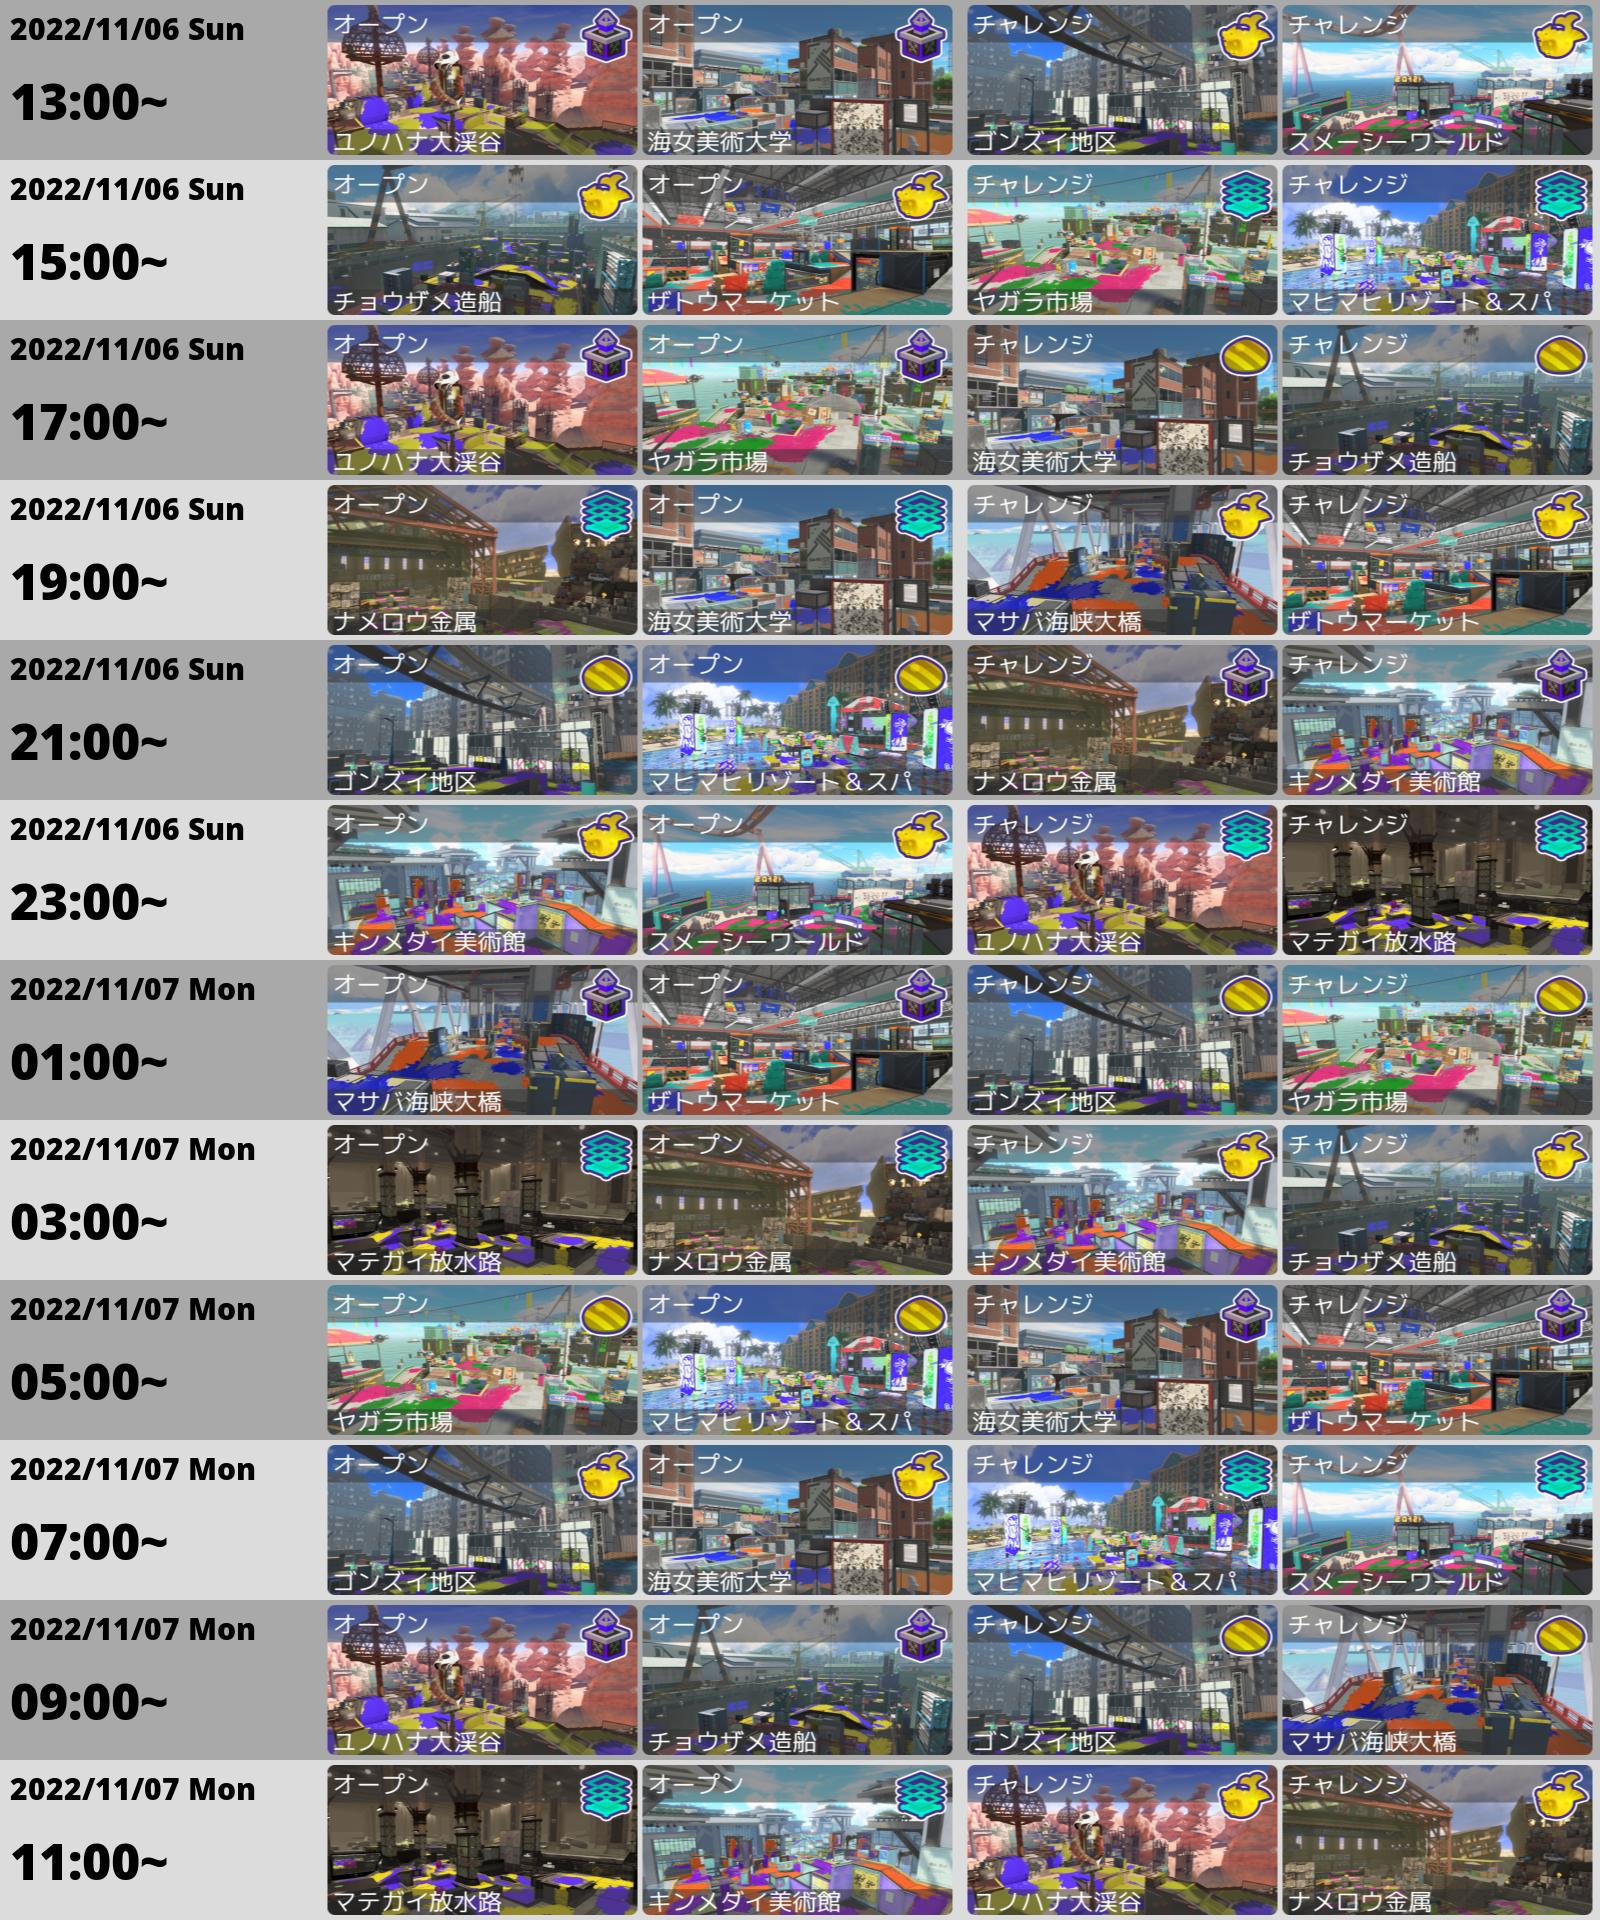 2022/11/06 Sun
13:00~
オープン
ユノハナ大渓谷
オープン
海女美術大学
チャレンジ
ゴンズイ地区
チャレンジ
スメーシーワールド
2022/11/06 Sun
15:00~
オープン
チョウザメ造船
オープン
ザトウマーケット
チャレンジ
ヤガラ市場
チャレンジ
マヒマヒリゾート＆スパ
2022/11/06 Sun
17:00~
オープン
ユノハナ大渓谷
オープン
ヤガラ市場
チャレンジ
海女美術大学
チャレンジ
チョウザメ造船
2022/11/06 Sun
19:00~
オープン
ナメロウ金属
オープン
海女美術大学
チャレンジ
マサバ海峡大橋
チャレンジ
ザトウマーケット
2022/11/06 Sun
21:00~
オープン
ゴンズイ地区
オープン
マヒマヒリゾート＆スパ
チャレンジ
ナメロウ金属
チャレンジ
キンメダイ美術館
2022/11/06 Sun
23:00~
オープン
キンメダイ美術館
オープン
スメーシーワールド
チャレンジ
ユノハナ大渓谷
チャレンジ
マテガイ放水路
2022/11/07 Mon
01:00~
オープン
マサバ海峡大橋
オープン
ザトウマーケット
チャレンジ
ゴンズイ地区
チャレンジ
ヤガラ市場
2022/11/07 Mon
03:00~
オープン
マテガイ放水路
オープン
ナメロウ金属
チャレンジ
キンメダイ美術館
チャレンジ
チョウザメ造船
2022/11/07 Mon
05:00~
オープン
ヤガラ市場
オープン
マヒマヒリゾート＆スパ
チャレンジ
海女美術大学
チャレンジ
ザトウマーケット
2022/11/07 Mon
07:00~
オープン
ゴンズイ地区
オープン
海女美術大学
チャレンジ
マヒマヒリゾート＆スパ
チャレンジ
スメーシーワールド
2022/11/07 Mon
09:00~
オープン
ユノハナ大渓谷
オープン
チョウザメ造船
チャレンジ
ゴンズイ地区
チャレンジ
マサバ海峡大橋
2022/11/07 Mon
11:00~
オープン
マテガイ放水路
オープン
キンメダイ美術館
チャレンジ
ユノハナ大渓谷
チャレンジ
ナメロウ金属